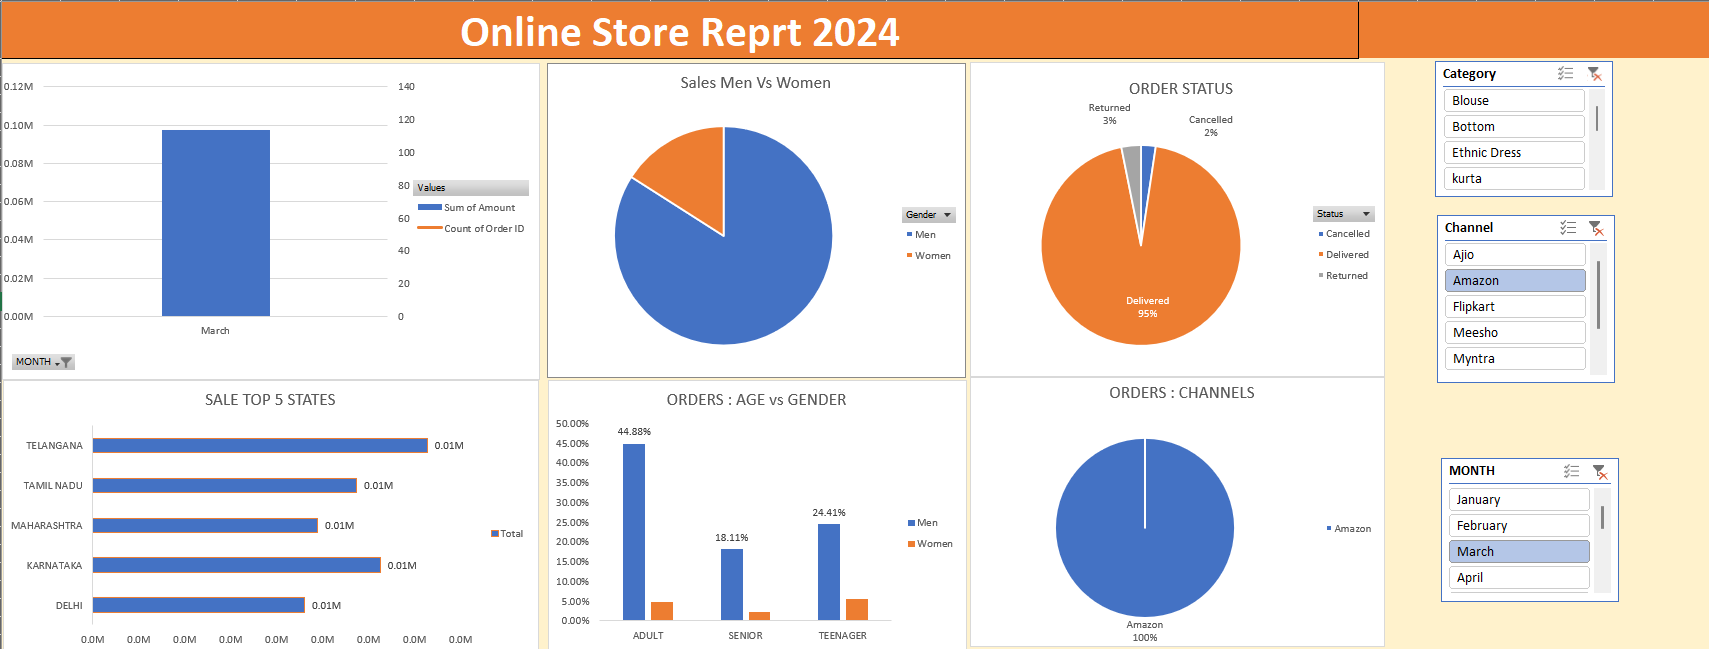 Online Store Reprt 2024
0.12M
0.10M
0.08M
0.06M
0.04M
0.02M
0.00M
140
120
100
80
60
40
20
0
March
Values
Sum of Amount
Count of Order ID
MONTH
Sales Men Vs Women
Gender
Men
Women
ORDER STATUS
Returned
3%
Cancelled
2%
Delivered
95%
Status
Cancelled
Delivered
Returned
Category
Blouse
Bottom
Ethnic Dress
kurta
Channel
Ajio
Amazon
Flipkart
Meesho
Myntra
SALE TOP 5 STATES
TELANGANA 0.01M
TAMIL NADU 0.01M
MAHARASHTRA 0.01M
KARNATAKA 0.01M
DELHI 0.01M
0.0M 0.0M 0.0M 0.0M 0.0M 0.0M 0.0M 0.0M 0.0M
Total
ORDERS : AGE vs GENDER
50.00%
45.00%
40.00%
35.00%
30.00%
25.00%
20.00%
15.00%
10.00%
5.00%
0.00%
44.88%
18.11%
24.41%
ADULT SENIOR TEENAGER
Men
Women
ORDERS : CHANNELS
Amazon
100%
Amazon
MONTH
January
February
March
April